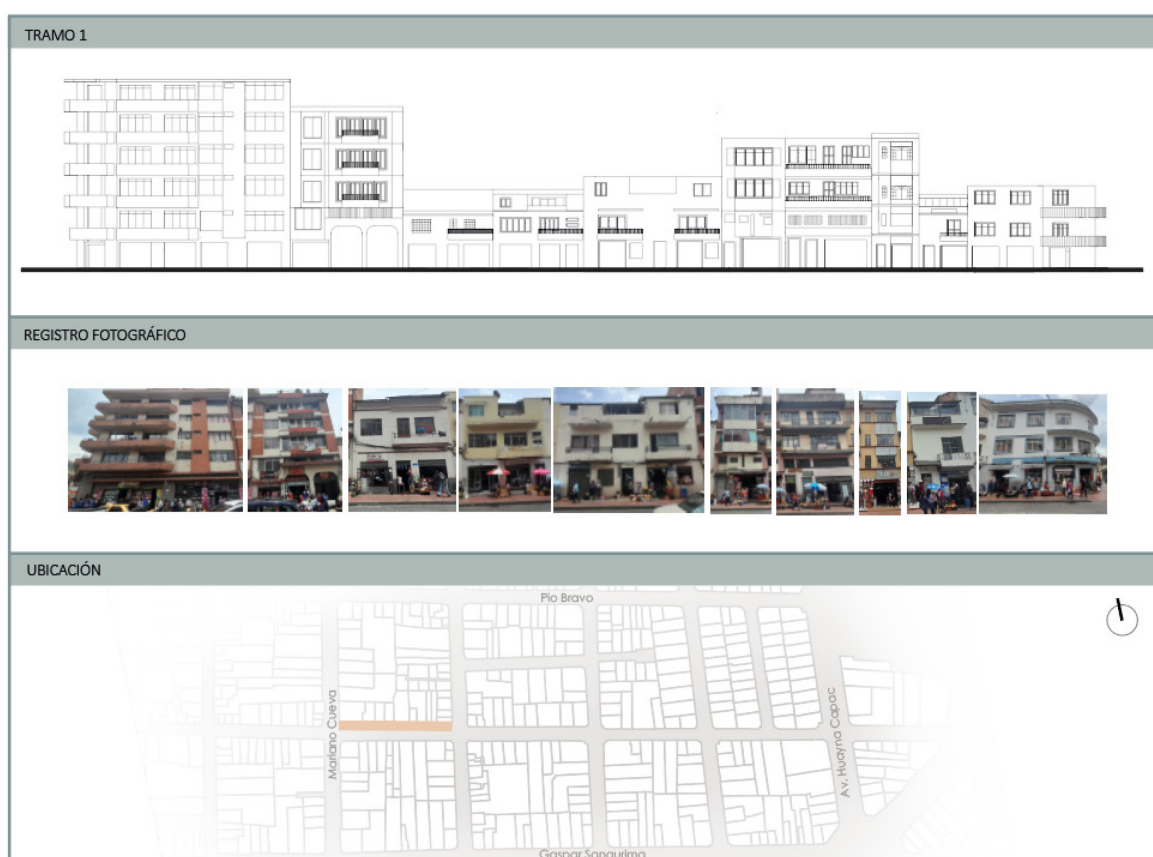 TRAMO 1
REGISTRO FOTOGRÁFICO
UBICACIÓN
Pio Bravo
Mariano Cueva
Av. Huayna Capac
Gaspar Sangurima